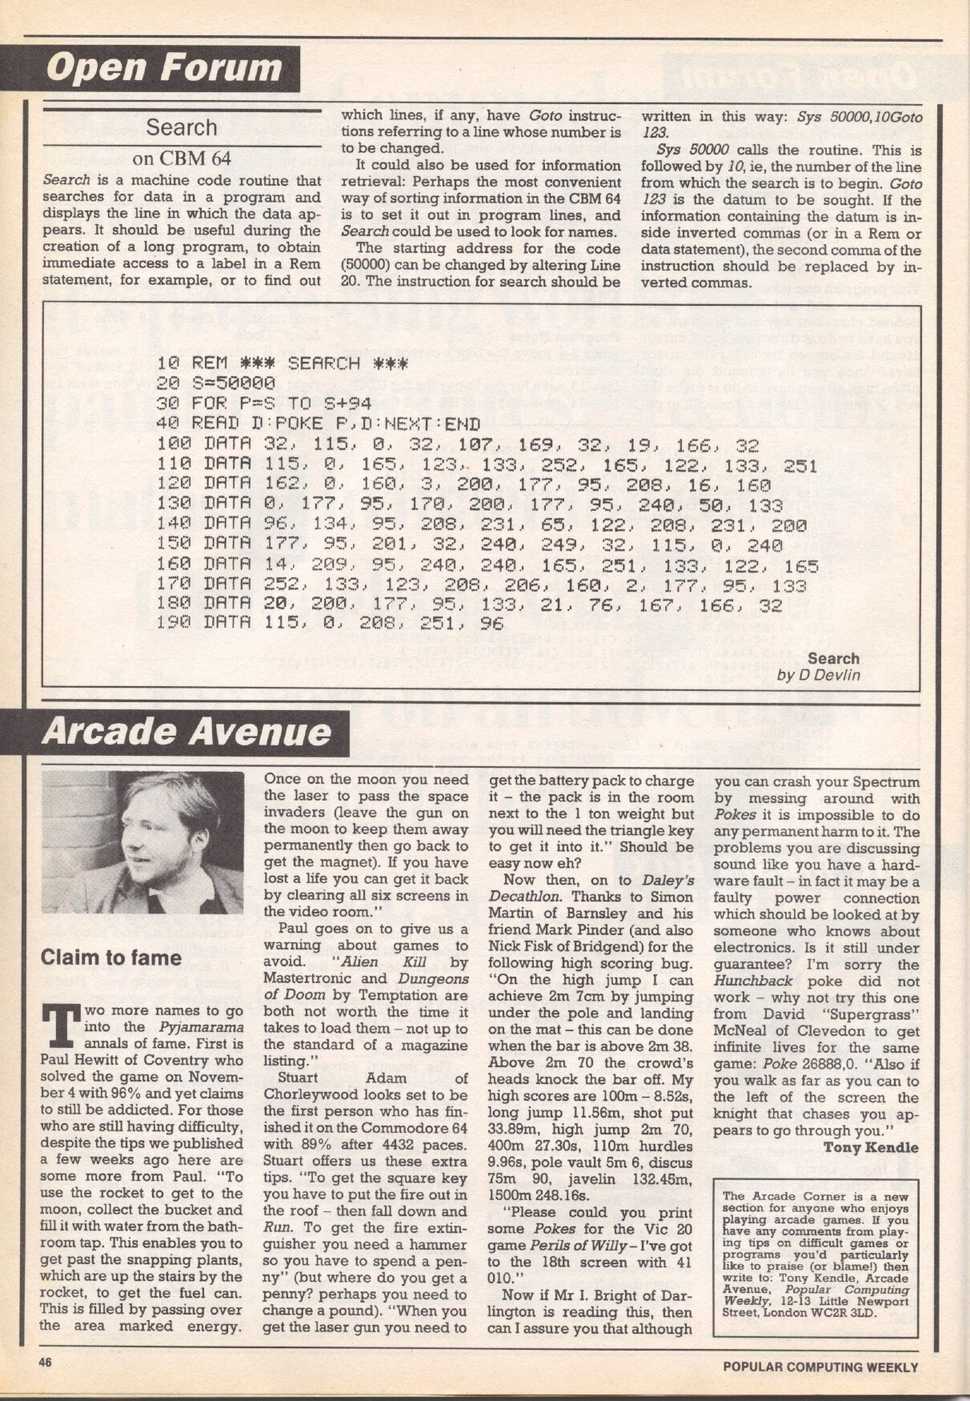 Open Forum
Search
on CBM 64
Search is a machine code routine that
searches for data in a program and
displays the line in which the data ap-
pears. It should be useful during the
creation of a long program, to obtain
immediate access to a label in a Rem
statement, for example, or to find out
which lines, if any, have Goto instruc-
tions referring to a line whose number is
to be changed.
It could also be used for information
retrieval: Perhaps the most convenient
way of sorting information in the CBM 64
is to set it out in program lines, and
Search could be used to look for names.
The starting address for the code
(50000) can be changed by altering Line
20. The instruction for search should be
written in this way: Sys 50000,10Goto
123.
Sys 50000 calls the routine. This is
followed by 10, ie, the number of the line
from which the search is to begin. Goto
123 is the datum to be sought. If the
information containing the datum is in-
side inverted commas (or in a Rem or
data statement), the second comma of the
instruction should be replaced by in-
verted commas.
10 REM *** SEARCH ***
20 S=50000
30 FOR P=S TO S+94
40 READ D:POKE P,D:NEXT:END
100 DATA 32, 115, 0, 32, 107, 169, 32, 19, 166, 32
110 DATA 115, 0, 165, 123, 133, 252, 165, 122, 133, 251
120 DATA 162, 0, 160, 3, 200, 177, 95, 208, 16, 160
130 DATA 0, 177, 95, 170, 200, 177, 95, 240, 50, 133
140 DATA 96, 134, 95, 208, 231, 65, 122, 208, 231, 200
150 DATA 177, 95, 201, 32, 240, 249, 32, 115, 0, 240
160 DATA 14, 209, 95, 240, 240, 165, 251, 133, 122, 165
170 DATA 252, 133, 123, 208, 206, 160, 2, 177, 95, 133
180 DATA 20, 200, 177, 95, 133, 21, 76, 167, 166, 32
190 DATA 115, 0, 208, 251, 96
Search
by D Devlin
Arcade Avenue
Claim to fame
Two more names to go
into the Pyjamarama
annals of fame. First is
Paul Hewitt of Coventry who
solved the game on Novem-
ber 4 with 96% and yet claims
to still be addicted. For those
who are still having difficulty,
despite the tips we published
a few weeks ago here are
some more from Paul. "To
use the rocket to get to the
moon, collect the bucket and
fill it with water from the bath-
room tap. This enables you to
get past the snapping plants,
which are up the stairs by the
rocket, to get the fuel can.
This is filled by passing over
the area marked energy.
Once on the moon you need
the laser to pass the space
invaders (leave the gun on
the moon to keep them away
permanently then go back to
get the magnet). If you have
lost a life you can get it back
by clearing all six screens in
the video room."
Paul goes on to give us a
warning about games to
avoid. "Alien Kill by
Mastertronic and Dungeons
of Doom by Temptation are
both not worth the time it
takes to load them – not up to
the standard of a magazine
listing."
Stuart Adam of
Chorleywood looks set to be
the first person who has fin-
ished it on the Commodore 64
with 89% after 4432 paces.
Stuart offers us these extra
tips. "To get the square key
you have to put the fire out in
the roof – then fall down and
Run. To get the fire extin-
guisher you need a hammer
so you have to spend a pen-
ny" (but where do you get a
penny? perhaps you need to
change a pound). "When you
get the laser gun you need to
get the battery pack to charge
it – the pack is in the room
next to the 1 ton weight but
you will need the triangle key
to get it into it." Should be
easy now eh?
Now then, on to Daley's
Decathlon. Thanks to Simon
Martin of Barnsley and his
friend Mark Pinder (and also
Nick Fisk of Bridgend) for the
following high scoring bug.
"On the high jump I can
achieve 2m 7cm by jumping
under the pole and landing
on the mat – this can be done
when the bar is above 2m 38.
Above 2m 70 the crowd's
heads knock the bar off. My
high scores are 100m – 8.52s,
long jump 11.56m, shot put
33.89m, high jump 2m 70,
400m 27.30s, 110m hurdles
9.96s, pole vault 5m 6, discus
75m 90, javelin 132.45m,
1500m 248.16s.
"Please could you print
some Pokes for the Vic 20
game Perils of Willy – I've got
to the 18th screen with 41
010."
Now if Mr I. Bright of Dar-
lington is reading this, then
can I assure you that although
you can crash your Spectrum
by messing around with
Pokes it is impossible to do
any permanent harm to it. The
problems you are discussing
sound like you have a hard-
ware fault – in fact it may be a
faulty power connection
which should be looked at by
someone who knows about
electronics. Is it still under
guarantee? I'm sorry the
Hunchback poke did not
work – why not try this one
from David "Supergrass"
McNeal of Clevedon to get
infinite lives for the same
game: Poke 26888,0. "Also if
you walk as far as you can to
the left of the screen the
knight that chases you ap-
pears to go through you."
Tony Kendle
The Arcade Corner is a new
section for anyone who enjoys
playing arcade games. If you
have any comments from play-
ing tips on difficult games or
programs you'd particularly
like to praise (or blame!) then
write to: Tony Kendle, Arcade
Avenue, Popular Computing
Weekly, 12-13 Little Newport
Street, London WC2R 3LD.
46
POPULAR COMPUTING WEEKLY